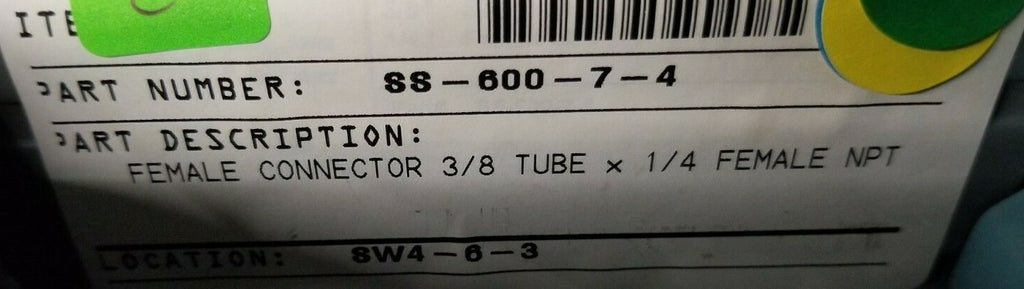 ITE
PART NUMBER: SS-600-7-4
PART DESCRIPTION:
FEMALE CONNECTOR 3/8 TUBE x 1/4 FEMALE NPT
LOCATION: SW4-6-3